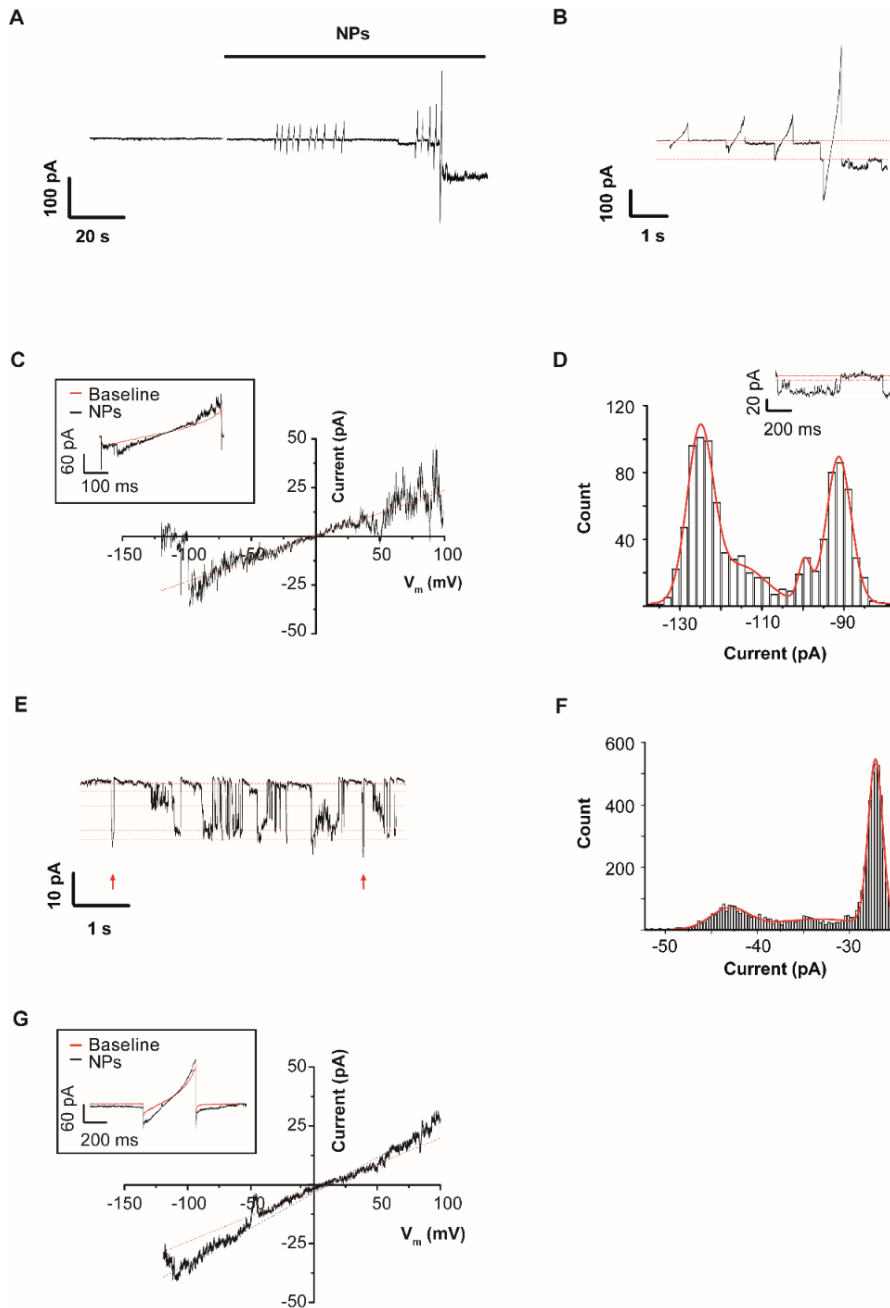 A
NPs
100 pA
20 s
B
100 pA
1 s
C
Baseline
NPs
60 pA
100 ms
Current (pA)
50
25
-150 -100 -50 50 100
V_m (mV)
-25
-50
D
20 pA
200 ms
120
80
40
Count
-130 -110 -90
Current (pA)
E
10 pA
1 s
F
600
400
200
Count
-50 -40 -30
Current (pA)
G
Baseline
NPs
60 pA
200 ms
Current (pA)
50
25
-150 -100 -50 50 100
V_m (mV)
-25
-50